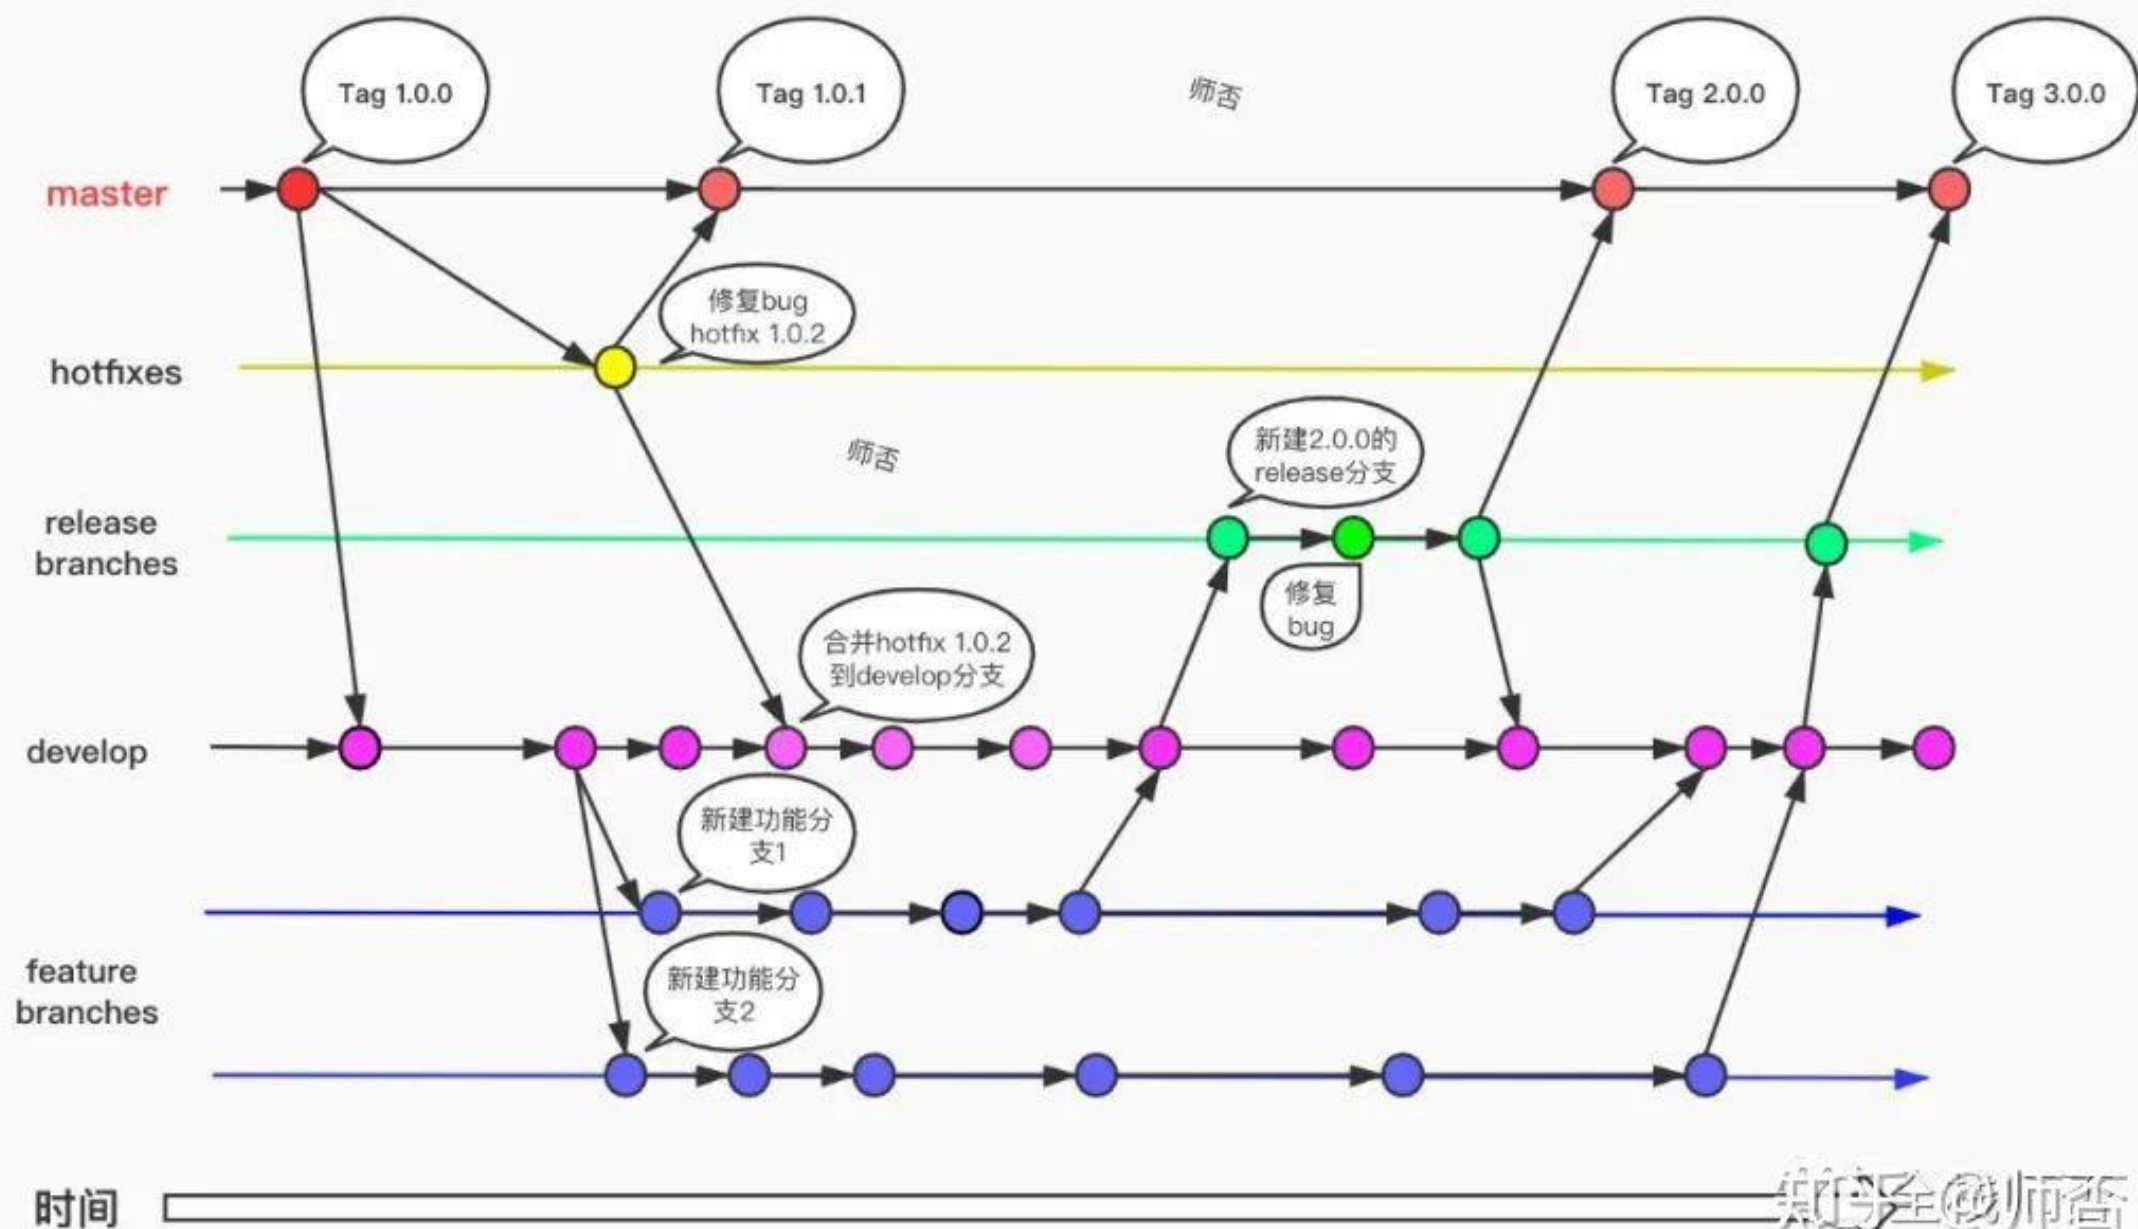 Tag 1.0.0
Tag 1.0.1
师否
Tag 2.0.0
Tag 3.0.0
master
修复bug
hotfix 1.0.2
hotfixes
师否
新建2.0.0的
release分支
release
branches
修复
bug
合并hotfix 1.0.2
到develop分支
develop
新建功能分
支1
feature
branches
新建功能分
支2
时间
知乎 @师否